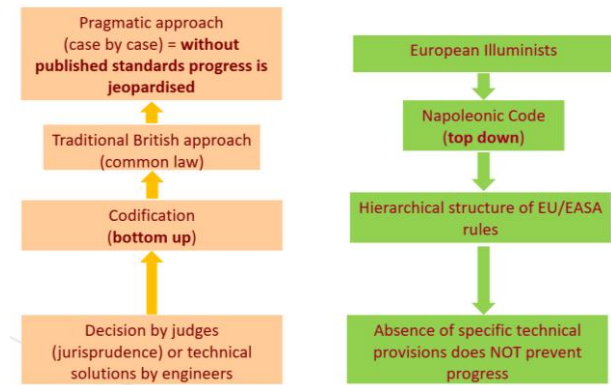 Pragmatic approach
(case by case) = without
published standards progress is
jeopardised
Traditional British approach
(common law)
Codification
(bottom up)
Decision by judges
(jurisprudence) or technical
solutions by engineers
European Illuminists
Napoleonic Code
(top down)
Hierarchical structure of EU/EASA
rules
Absence of specific technical
provisions does NOT prevent
progress